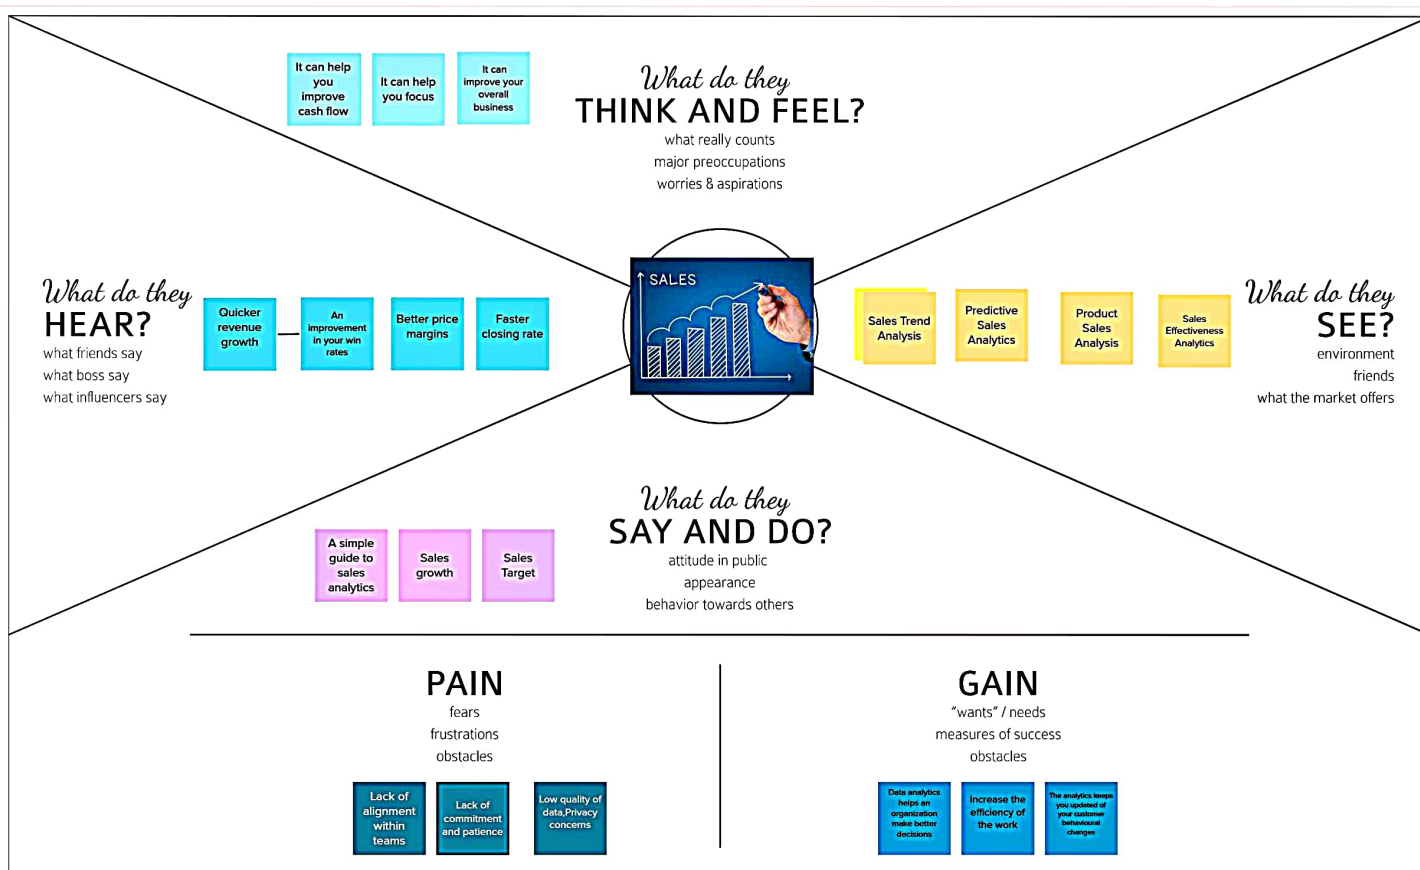 It can help
you
improve
cash flow
It can help
you focus
It can
improve your
overall
business
What do they
THINK AND FEEL?
what really counts
major preoccupations
worries & aspirations
What do they
HEAR?
what friends say
what boss say
what influencers say
Quicker
revenue
growth
An
improvement
in your win
rates
Better price
margins
Faster
closing rate
SALES
Sales Trend
Analysis
Predictive
Sales
Analytics
Product
Sales
Analysis
Sales
Effectiveness
Analytics
What do they
SEE?
environment
friends
what the market offers
What do they
SAY AND DO?
attitude in public
appearance
behavior towards others
A simple
guide to
sales
analytics
Sales
growth
Sales
Target
PAIN
fears
frustrations
obstacles
Lack of
alignment
within
teams
Lack of
commitment
and patience
Low quality of
data,Privacy
concerns
GAIN
“wants” / needs
measures of success
obstacles
Data analytics
helps an
organization
make better
decisions
Increase the
efficiency of
the work
The analytics keeps
you updated of
your customer
behavioural
changes